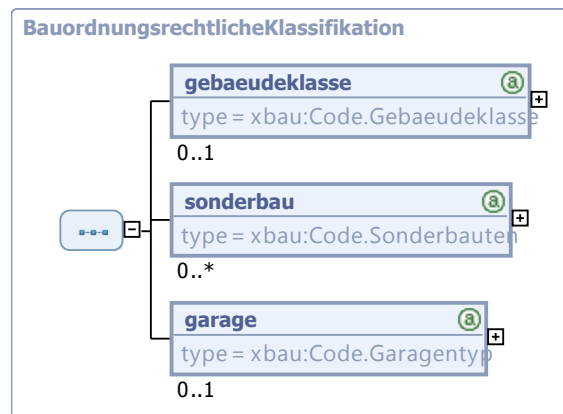 BauordnungsrechtlicheKlassifikation
gebaeudeklasse
type = xbau:Code.Gebaeudeklasse
0..1
sonderbau
type = xbau:Code.Sonderbauten
0..*
garage
type = xbau:Code.Garagentyp
0..1